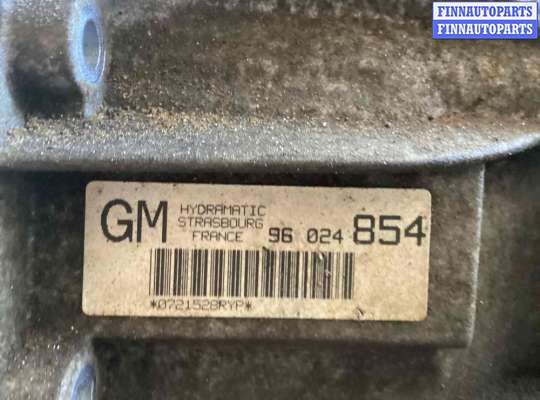 FINNAUTOPARTS
FINNAUTOPARTS
GM HYDRAMATIC
STRASBOURG
FRANCE 96 024 854
*0721528RYP*